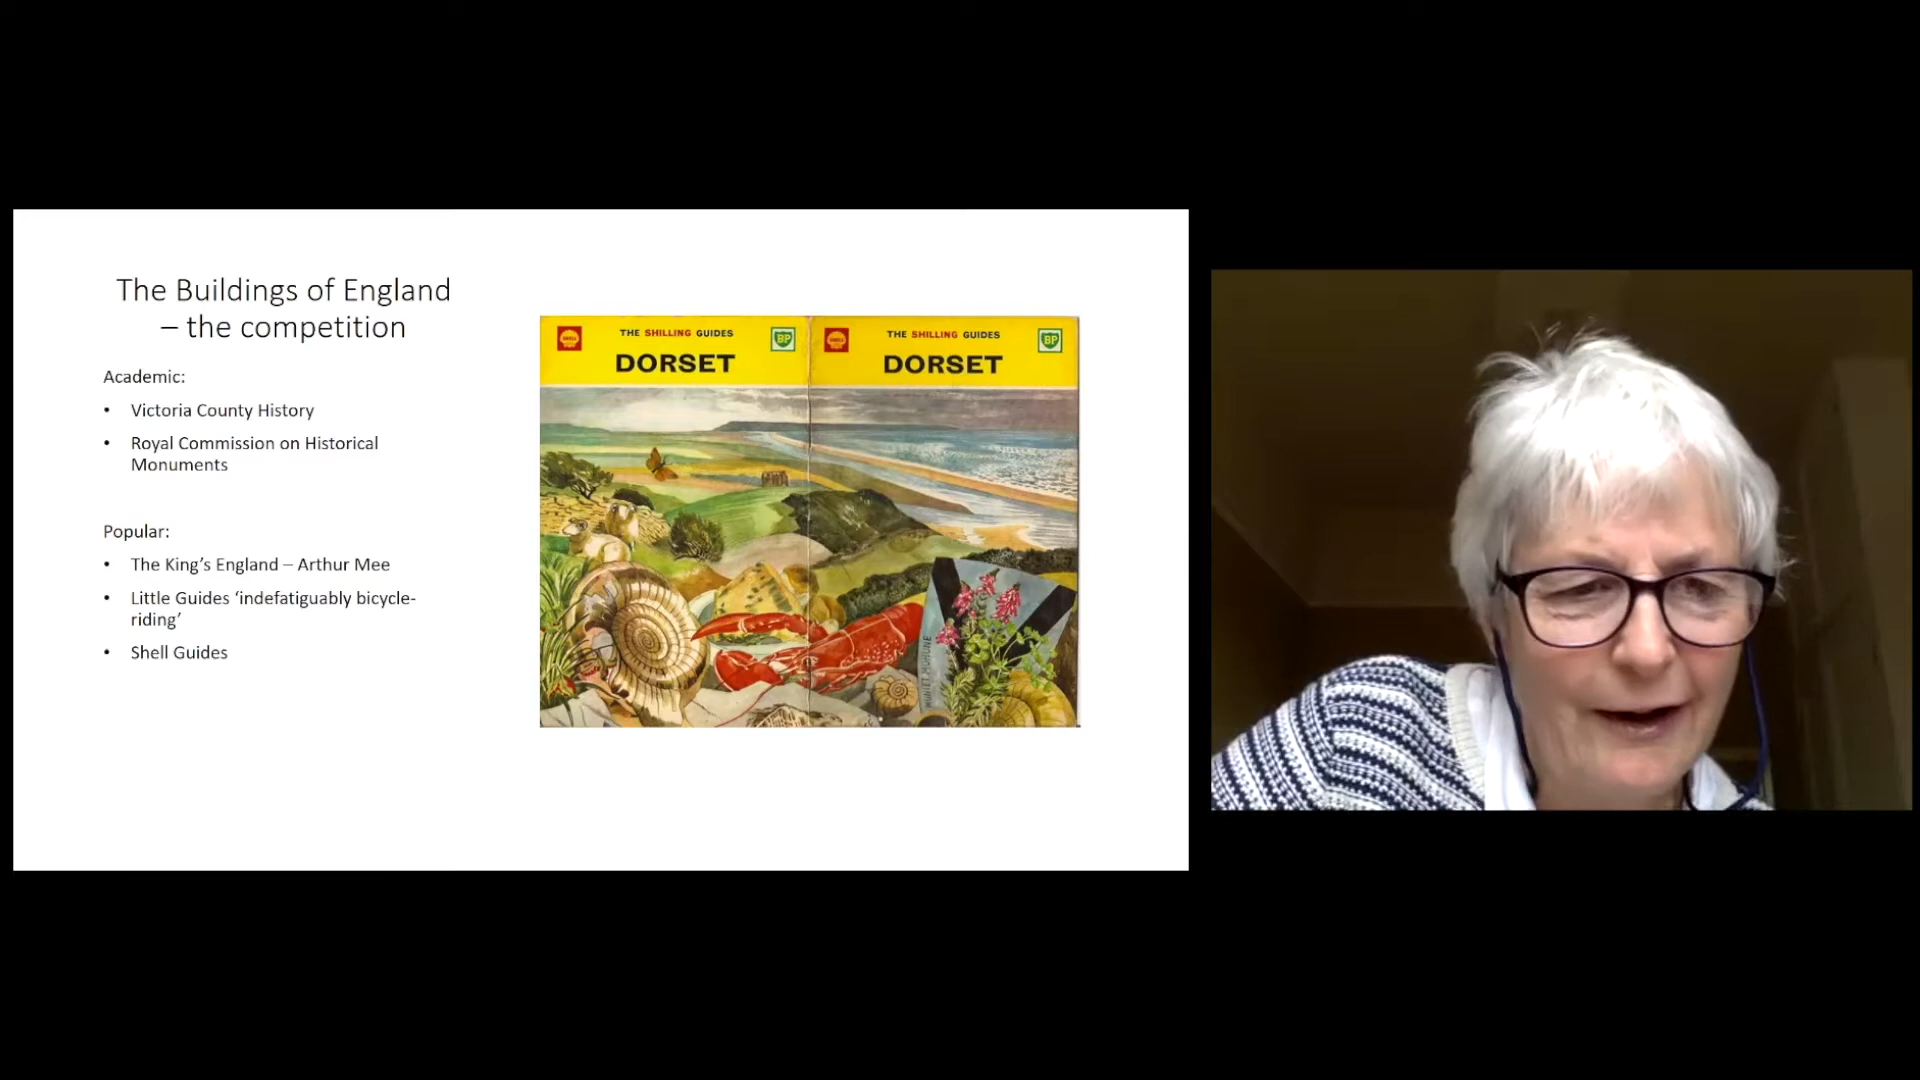 The Buildings of England
– the competition
Academic:
• Victoria County History
• Royal Commission on Historical
Monuments
Popular:
• The King’s England – Arthur Mee
• Little Guides ‘indefatiguably bicycle-
riding’
• Shell Guides
THE SHILLING GUIDES
BP
DORSET
THE SHILLING GUIDES
BP
DORSET